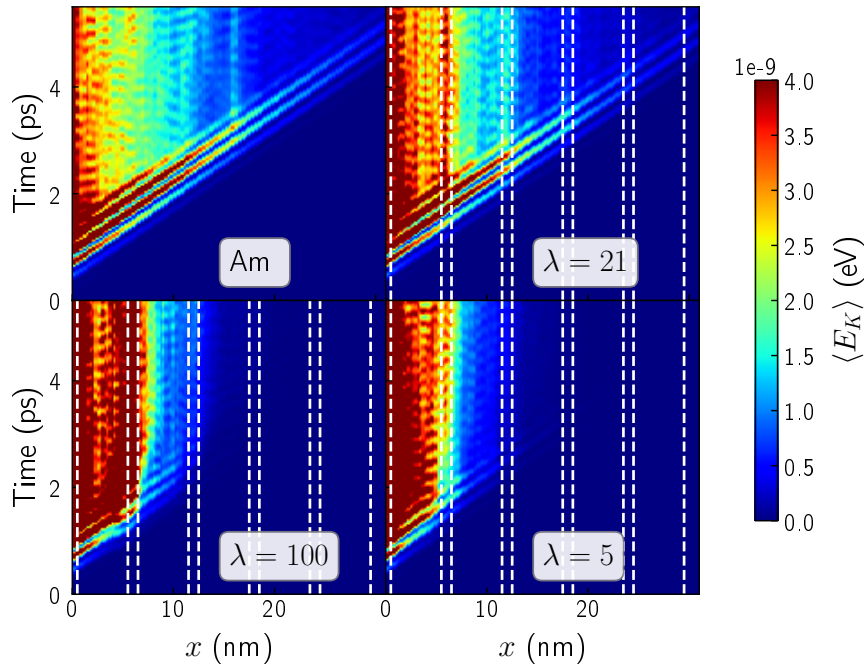 1e-9
Time (ps)
4
2
0
Am
λ = 21
4.0
3.5
3.0
2.5
2.0
1.5
1.0
0.5
0.0
⟨E_K⟩ (eV)
Time (ps)
4
2
0
λ = 100
λ = 5
0 10 20 0 10 20
x (nm) x (nm)